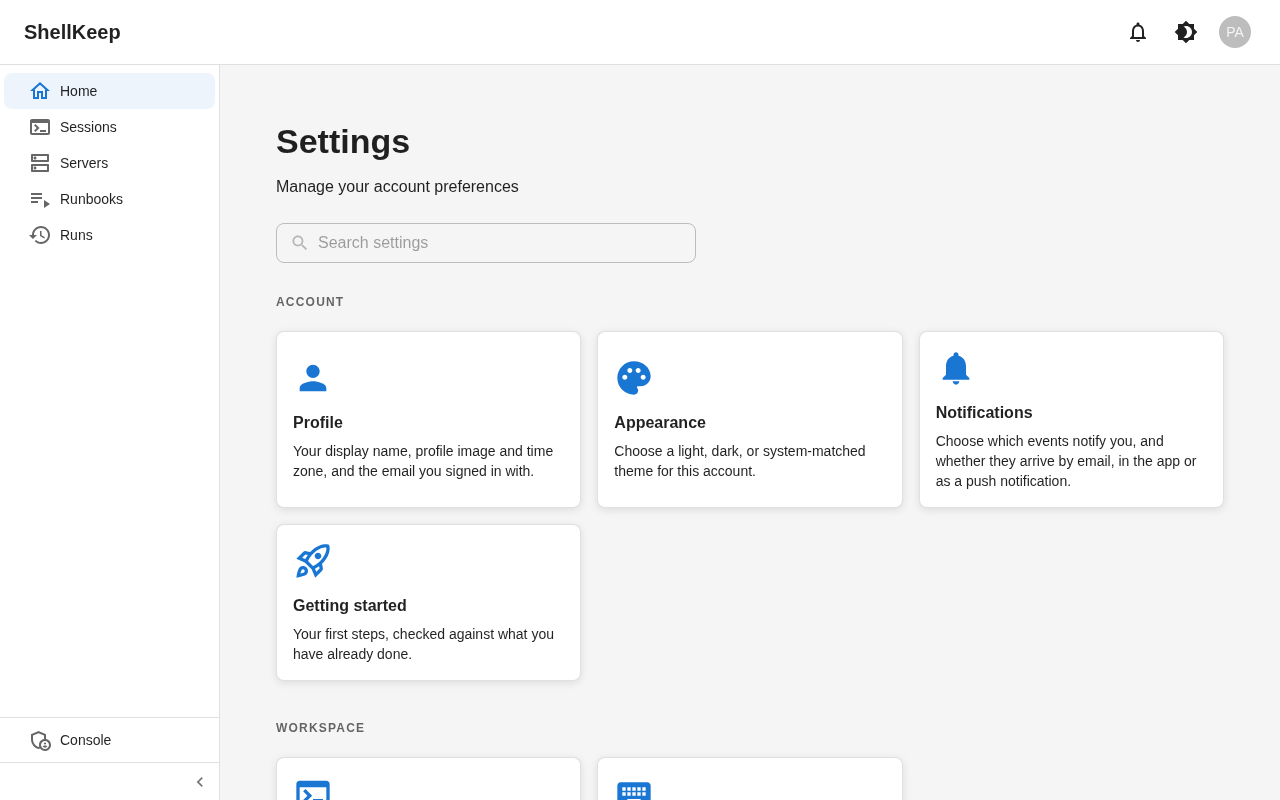 ShellKeep
PA
Home
Sessions
Servers
Runbooks
Runs
Console
Settings
Manage your account preferences
Search settings
ACCOUNT
Profile
Your display name, profile image and time
zone, and the email you signed in with.
Appearance
Choose a light, dark, or system-matched
theme for this account.
Notifications
Choose which events notify you, and
whether they arrive by email, in the app or
as a push notification.
Getting started
Your first steps, checked against what you
have already done.
WORKSPACE